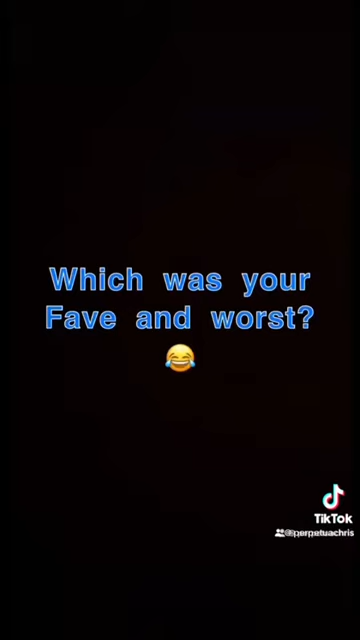 Which was your
Fave and worst?
😂
TikTok
@perpetuachris